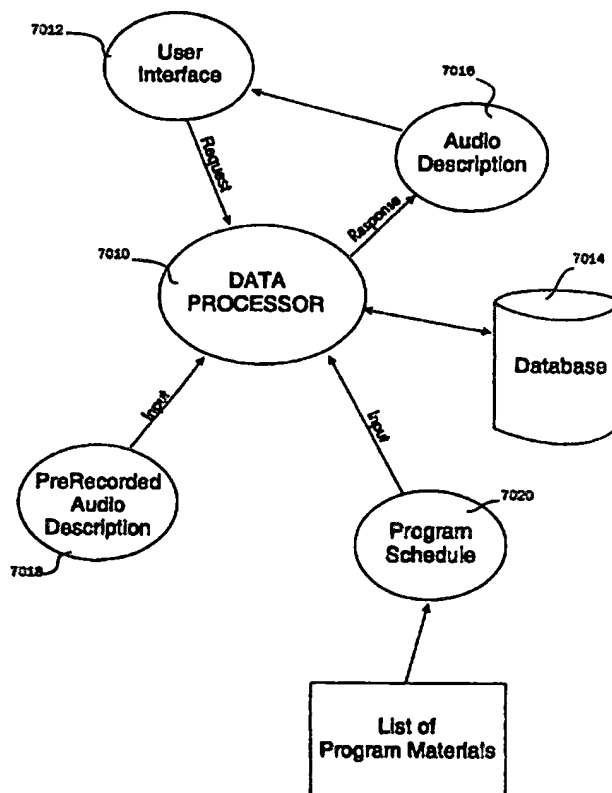 7012
User
Interface
7016
Audio
Description
Request
Response
7010
DATA
PROCESSOR
7014
Database
Input
Input
PreRecorded
Audio
Description
7018
7020
Program
Schedule
List of
Program Materials